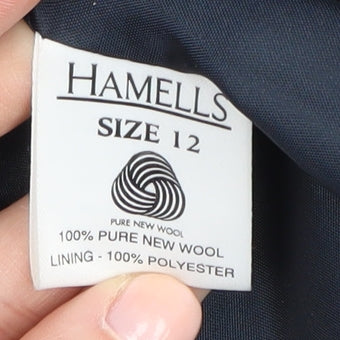 HAMELLS
SIZE 12
PURE NEW WOOL
100% PURE NEW WOOL
LINING - 100% POLYESTER